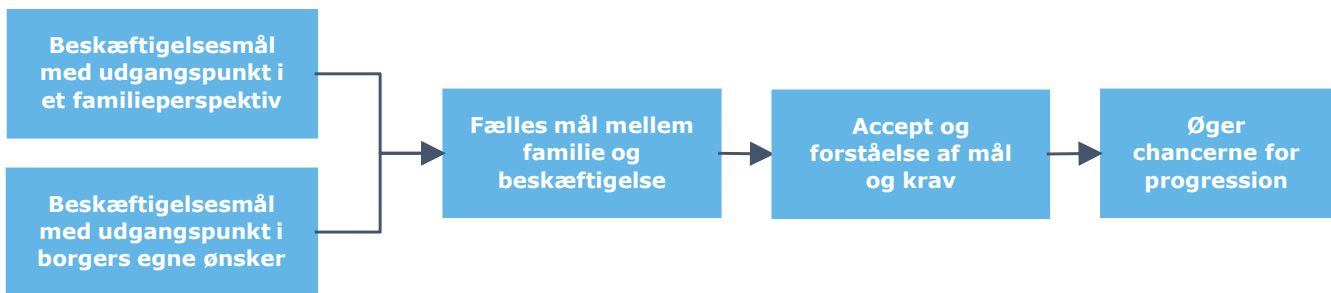 Beskæftigelsesmål
med udgangspunkt i
et familieperspektiv
Beskæftigelsesmål
med udgangspunkt i
borgers egne ønsker
Fælles mål mellem
familie og
beskæftigelse
Accept og
forståelse af mål
og krav
Øger
chancerne for
progression